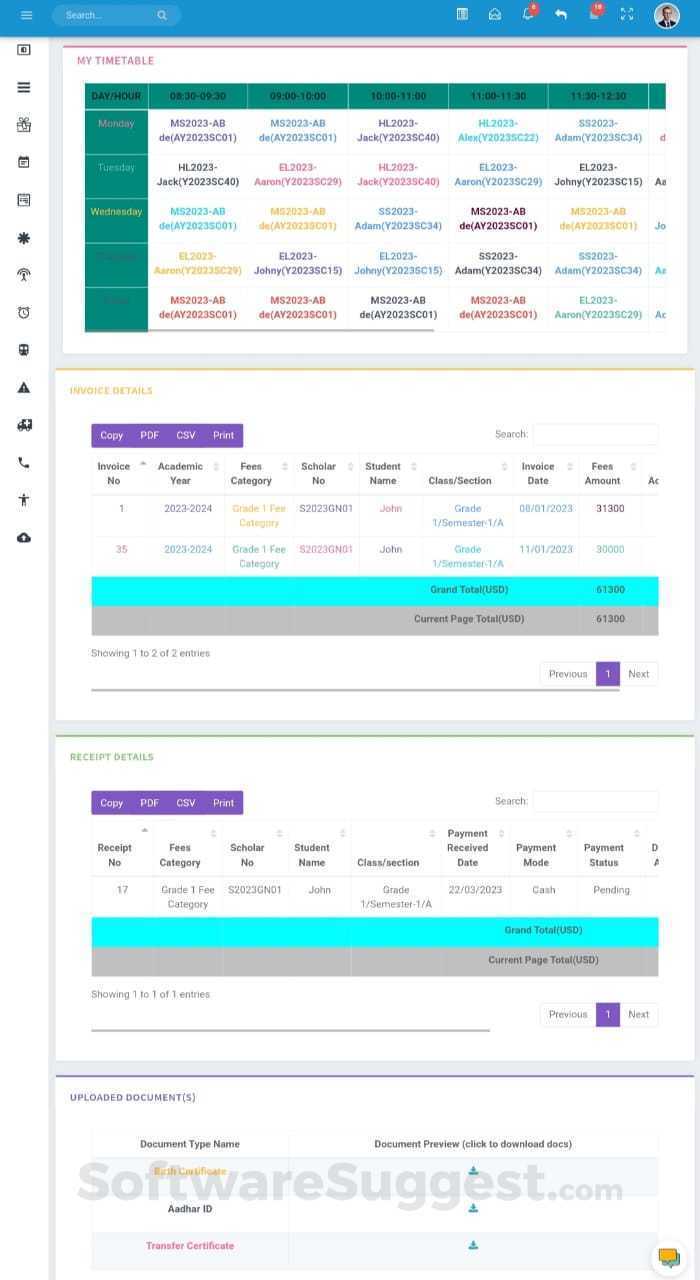 Search...
6
18
MY TIMETABLE
DAY/HOUR 08:30-09:30 09:00-10:00 10:00-11:00 11:00-11:30 11:30-12:30
Monday MS2023-AB MS2023-AB HL2023- HL2023- SS2023-
de(AY2023SC01) de(AY2023SC01) Jack(Y2023SC40) Alex(Y2023SC22) Adam(Y2023SC34) d
Tuesday HL2023- EL2023- HL2023- EL2023- EL2023-
Jack(Y2023SC40) Aaron(Y2023SC29) Jack(Y2023SC40) Aaron(Y2023SC29) Johny(Y2023SC15) Aa
Wednesday MS2023-AB MS2023-AB SS2023- MS2023-AB MS2023-AB
de(AY2023SC01) de(AY2023SC01) Adam(Y2023SC34) de(AY2023SC01) de(AY2023SC01) Jo
EL2023- EL2023- EL2023- SS2023- SS2023-
Aaron(Y2023SC29) Johny(Y2023SC15) Johny(Y2023SC15) Adam(Y2023SC34) Adam(Y2023SC34) Aa
MS2023-AB MS2023-AB MS2023-AB MS2023-AB EL2023-
de(AY2023SC01) de(AY2023SC01) de(AY2023SC01) de(AY2023SC01) Aaron(Y2023SC29) Ac
INVOICE DETAILS
Copy PDF CSV Print Search:
Invoice Academic Fees Scholar Student Invoice Fees
No Year Category No Name Class/Section Date Amount Ac
1 2023-2024 Grade 1 Fee S2023GN01 John Grade 08/01/2023 31300
Category 1/Semester-1/A
35 2023-2024 Grade 1 Fee S2023GN01 John Grade 11/01/2023 30000
Category 1/Semester-1/A
Grand Total(USD) 61300
Current Page Total(USD) 61300
Showing 1 to 2 of 2 entries
Previous 1 Next
RECEIPT DETAILS
Copy PDF CSV Print Search:
Payment
Receipt Fees Scholar Student Received Payment Payment D
No Category No Name Class/section Date Mode Status A
17 Grade 1 Fee S2023GN01 John Grade 22/03/2023 Cash Pending
Category 1/Semester-1/A
Grand Total(USD)
Current Page Total(USD)
Showing 1 to 1 of 1 entries
Previous 1 Next
UPLOADED DOCUMENT(S)
Document Type Name Document Preview (click to download docs)
Birth Certificate
SoftwareSuggest.com
Aadhar ID
Transfer Certificate